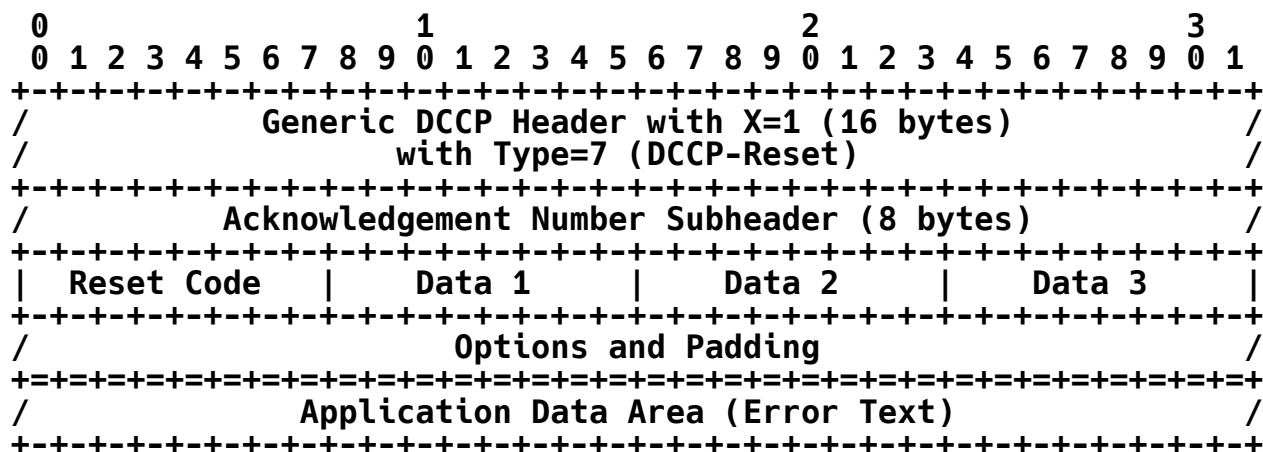 0                   1                   2                   3
 0 1 2 3 4 5 6 7 8 9 0 1 2 3 4 5 6 7 8 9 0 1 2 3 4 5 6 7 8 9 0 1
+-+-+-+-+-+-+-+-+-+-+-+-+-+-+-+-+-+-+-+-+-+-+-+-+-+-+-+-+-+-+-+-+
/            Generic DCCP Header with X=1 (16 bytes)            /
/                   with Type=7 (DCCP-Reset)                    /
+-+-+-+-+-+-+-+-+-+-+-+-+-+-+-+-+-+-+-+-+-+-+-+-+-+-+-+-+-+-+-+-+
/          Acknowledgement Number Subheader (8 bytes)           /
+-+-+-+-+-+-+-+-+-+-+-+-+-+-+-+-+-+-+-+-+-+-+-+-+-+-+-+-+-+-+-+-+
|  Reset Code   |    Data 1     |    Data 2     |    Data 3     |
+-+-+-+-+-+-+-+-+-+-+-+-+-+-+-+-+-+-+-+-+-+-+-+-+-+-+-+-+-+-+-+-+
/                      Options and Padding                      /
+=+=+=+=+=+=+=+=+=+=+=+=+=+=+=+=+=+=+=+=+=+=+=+=+=+=+=+=+=+=+=+=+
/              Application Data Area (Error Text)               /
+-+-+-+-+-+-+-+-+-+-+-+-+-+-+-+-+-+-+-+-+-+-+-+-+-+-+-+-+-+-+-+-+